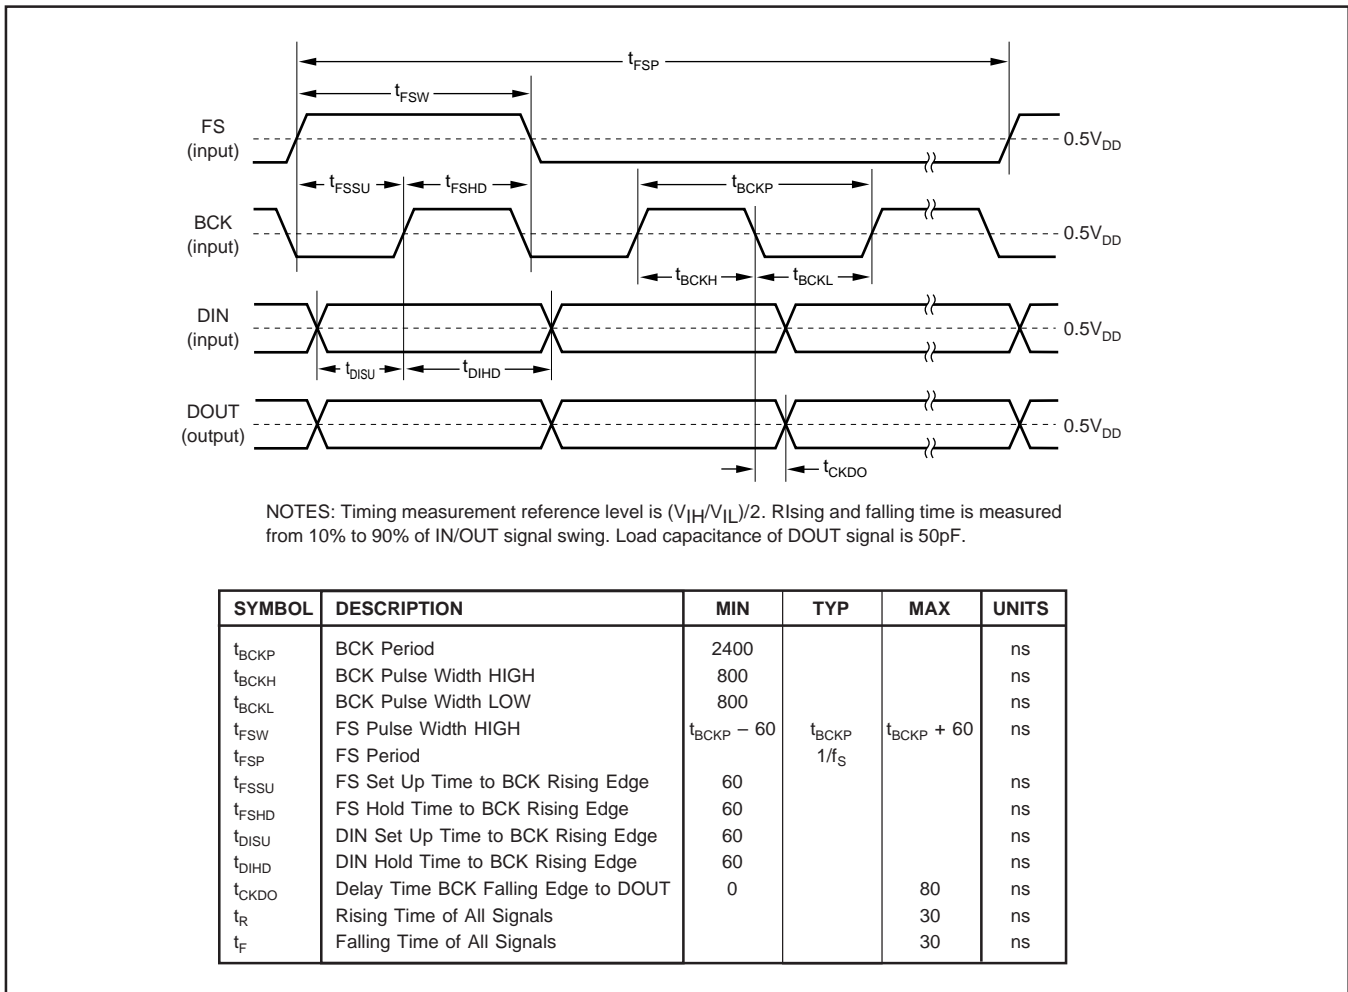 tFSP
tFSW
FS
(input)
0.5VDD
tFSSU
tFSHD
tBCKP
BCK
(input)
0.5VDD
tBCKH
tBCKL
DIN
(input)
0.5VDD
tDISU
tDIHD
DOUT
(output)
0.5VDD
tCKDO
NOTES: Timing measurement reference level is (VIH/VIL)/2. RIsing and falling time is measured
from 10% to 90% of IN/OUT signal swing. Load capacitance of DOUT signal is 50pF.
SYMBOL DESCRIPTION MIN TYP MAX UNITS
tBCKP BCK Period 2400 ns
tBCKH BCK Pulse Width HIGH 800 ns
tBCKL BCK Pulse Width LOW 800 ns
tFSW FS Pulse Width HIGH tBCKP – 60 tBCKP tBCKP + 60 ns
tFSP FS Period 1/fS
tFSSU FS Set Up Time to BCK Rising Edge 60 ns
tFSHD FS Hold Time to BCK Rising Edge 60 ns
tDISU DIN Set Up Time to BCK Rising Edge 60 ns
tDIHD DIN Hold Time to BCK Rising Edge 60 ns
tCKDO Delay Time BCK Falling Edge to DOUT 0 80 ns
tR Rising Time of All Signals 30 ns
tF Falling Time of All Signals 30 ns